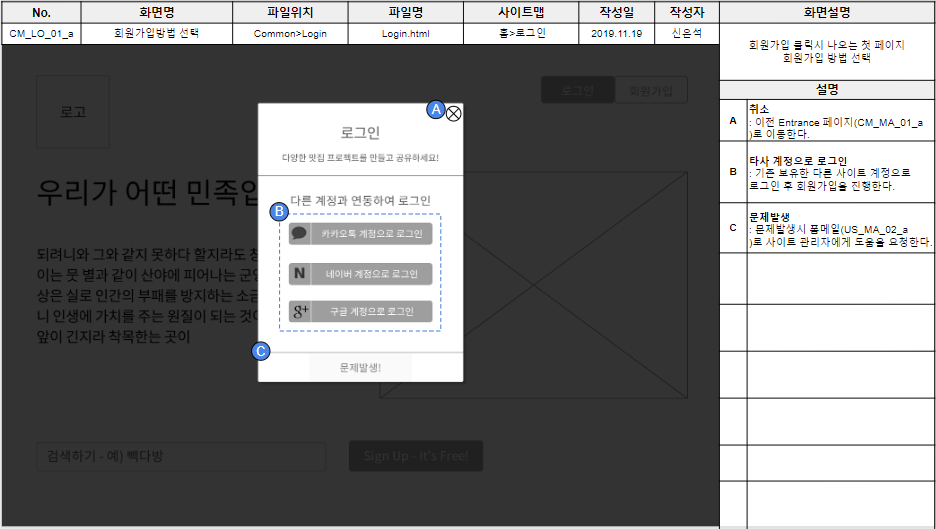 No. 화면명 파일위치 파일명 사이트맵 작성일 작성자 화면설명
CM_LO_01_a 회원가입방법 선택 Common>Login Login.html 홈>로그인 2019.11.19 신은석
회원가입 클릭시 나오는 첫 페이지
회원가입 방법 선택
설명
A 취소
: 이전 Entrance 페이지(CM_MA_01_a
)로 이동한다.
B 타사 계정으로 로그인
: 기존 보유한 다른 사이트 계정으로
로그인 후 회원가입을 진행한다.
C 문제발생
: 문제발생시 폼메일(US_MA_02_a
)로 사이트 관리자에게 도움을 요청한다.
로고
로그인 회원가입
우리가 어떤 민족입
되려니와 그와 같지 못하다 할지라도 창
이는 뭇 별과 같이 산야에 피어나는 군영
상은 실로 인간의 부패를 방지하는 소금
니 인생에 가치를 주는 원질이 되는 것이
앞이 긴지라 착목한는 곳이
검색하기 - 예) 빽다방
Sign Up - It's Free!
A
로그인
다양한 맛집 프로젝트를 만들고 공유하세요!
다른 계정과 연동하여 로그인
B
카카오톡 계정으로 로그인
N 네이버 계정으로 로그인
g+ 구글 계정으로 로그인
C
문제발생!